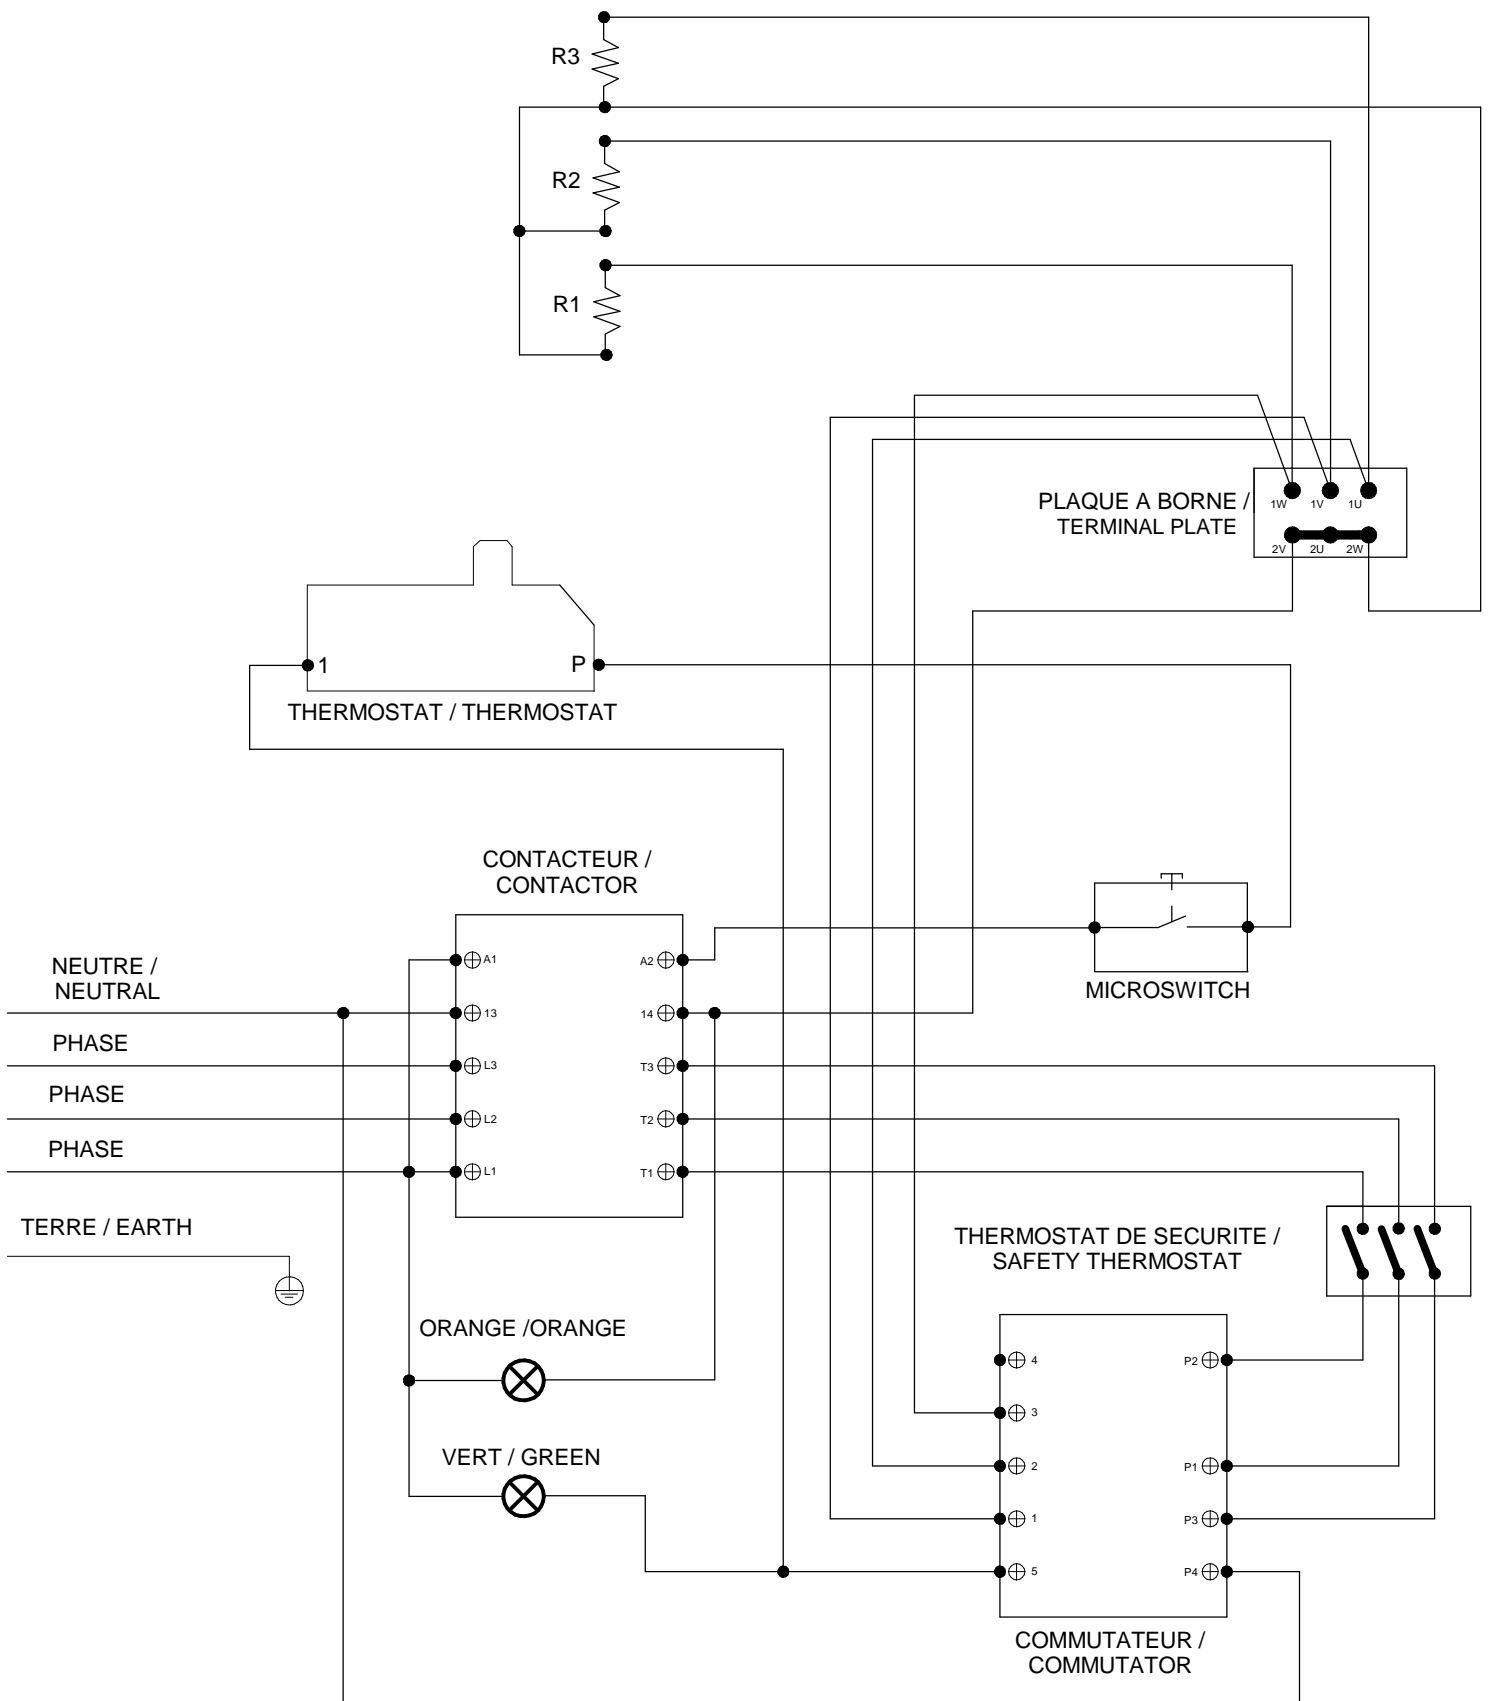 R3
R2
R1
PLAQUE A BORNE /
TERMINAL PLATE
1W 1V 1U
2V 2U 2W
1 P
THERMOSTAT / THERMOSTAT
CONTACTEUR /
CONTACTOR
A1 A2
13 14
L3 T3
L2 T2
L1 T1
NEUTRE /
NEUTRAL
PHASE
PHASE
PHASE
TERRE / EARTH
MICROSWITCH
THERMOSTAT DE SECURITE /
SAFETY THERMOSTAT
ORANGE /ORANGE
VERT / GREEN
4 P2
3
2 P1
1 P3
5 P4
COMMUTATEUR /
COMMUTATOR